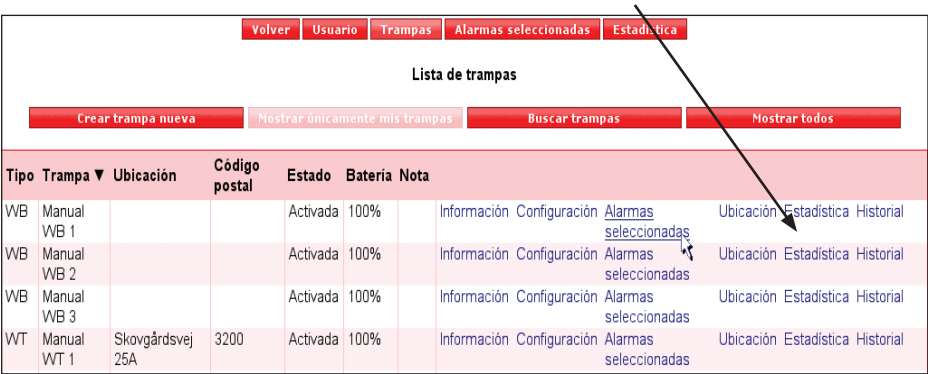 Volver Usuario Trampas Alarmas seleccionadas Estadística
Lista de trampas
Crear trampa nueva Mostrar únicamente mis trampas Buscar trampas Mostrar todos
Tipo Trampa ▼ Ubicación Código postal Estado Batería Nota
WB Manual WB 1 Activada 100% Información Configuración Alarmas seleccionadas Ubicación Estadística Historial
WB Manual WB 2 Activada 100% Información Configuración Alarmas seleccionadas Ubicación Estadística Historial
WB Manual WB 3 Activada 100% Información Configuración Alarmas seleccionadas Ubicación Estadística Historial
WT Manual WT 1 Skovgårdsvej 25A 3200 Activada 100% Información Configuración Alarmas seleccionadas Ubicación Estadística Historial